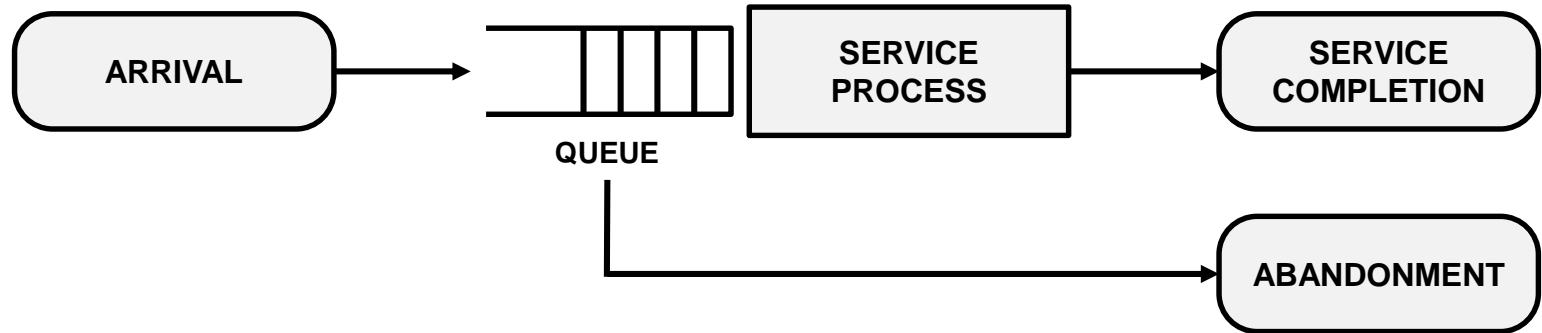 ARRIVAL
SERVICE
PROCESS
SERVICE
COMPLETION
QUEUE
ABANDONMENT